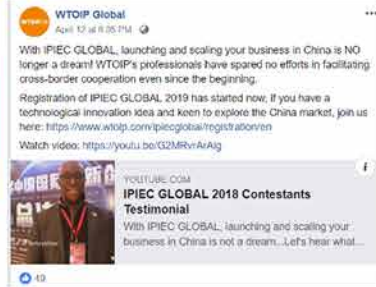 WTOIP Global
April 12 at 8:05 PM
With IPIEC GLOBAL, launching and scaling your business in China is NO
longer a dream! WTOIP's professionals have spared no efforts in facilitating
cross-border cooperation even since the beginning.
Registration of IPIEC GLOBAL 2019 has started now, if you have a
technological innovation idea and keen to explore the China market, join us
here: https://www.wtoip.com/ipiecglobal/registration/en
Watch video: https://youtu.be/G2MRvrArAlg
YOUTUBE.COM
IPIEC GLOBAL 2018 Contestants
Testimonial
With IPIEC GLOBAL, launching and scaling your
business in China is not a dream...Let's hear what...
49